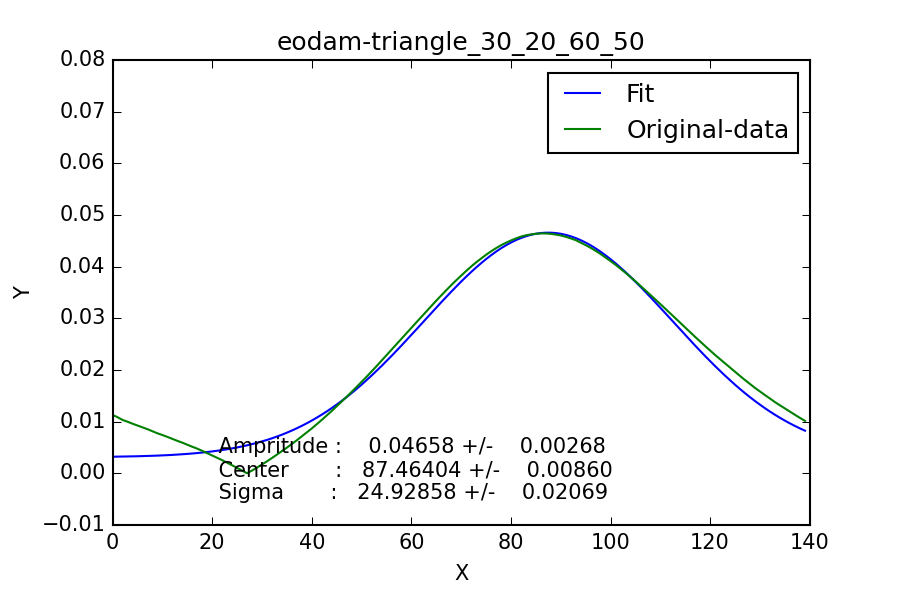 eodam-triangle_30_20_60_50
Fit
Original-data
0.08
0.07
0.06
0.05
0.04
0.03
0.02
0.01
0.00
−0.01
Y
Ampritude : 0.04658 +/- 0.00268
Center : 87.46404 +/- 0.00860
Sigma : 24.92858 +/- 0.02069
0 20 40 60 80 100 120 140
X